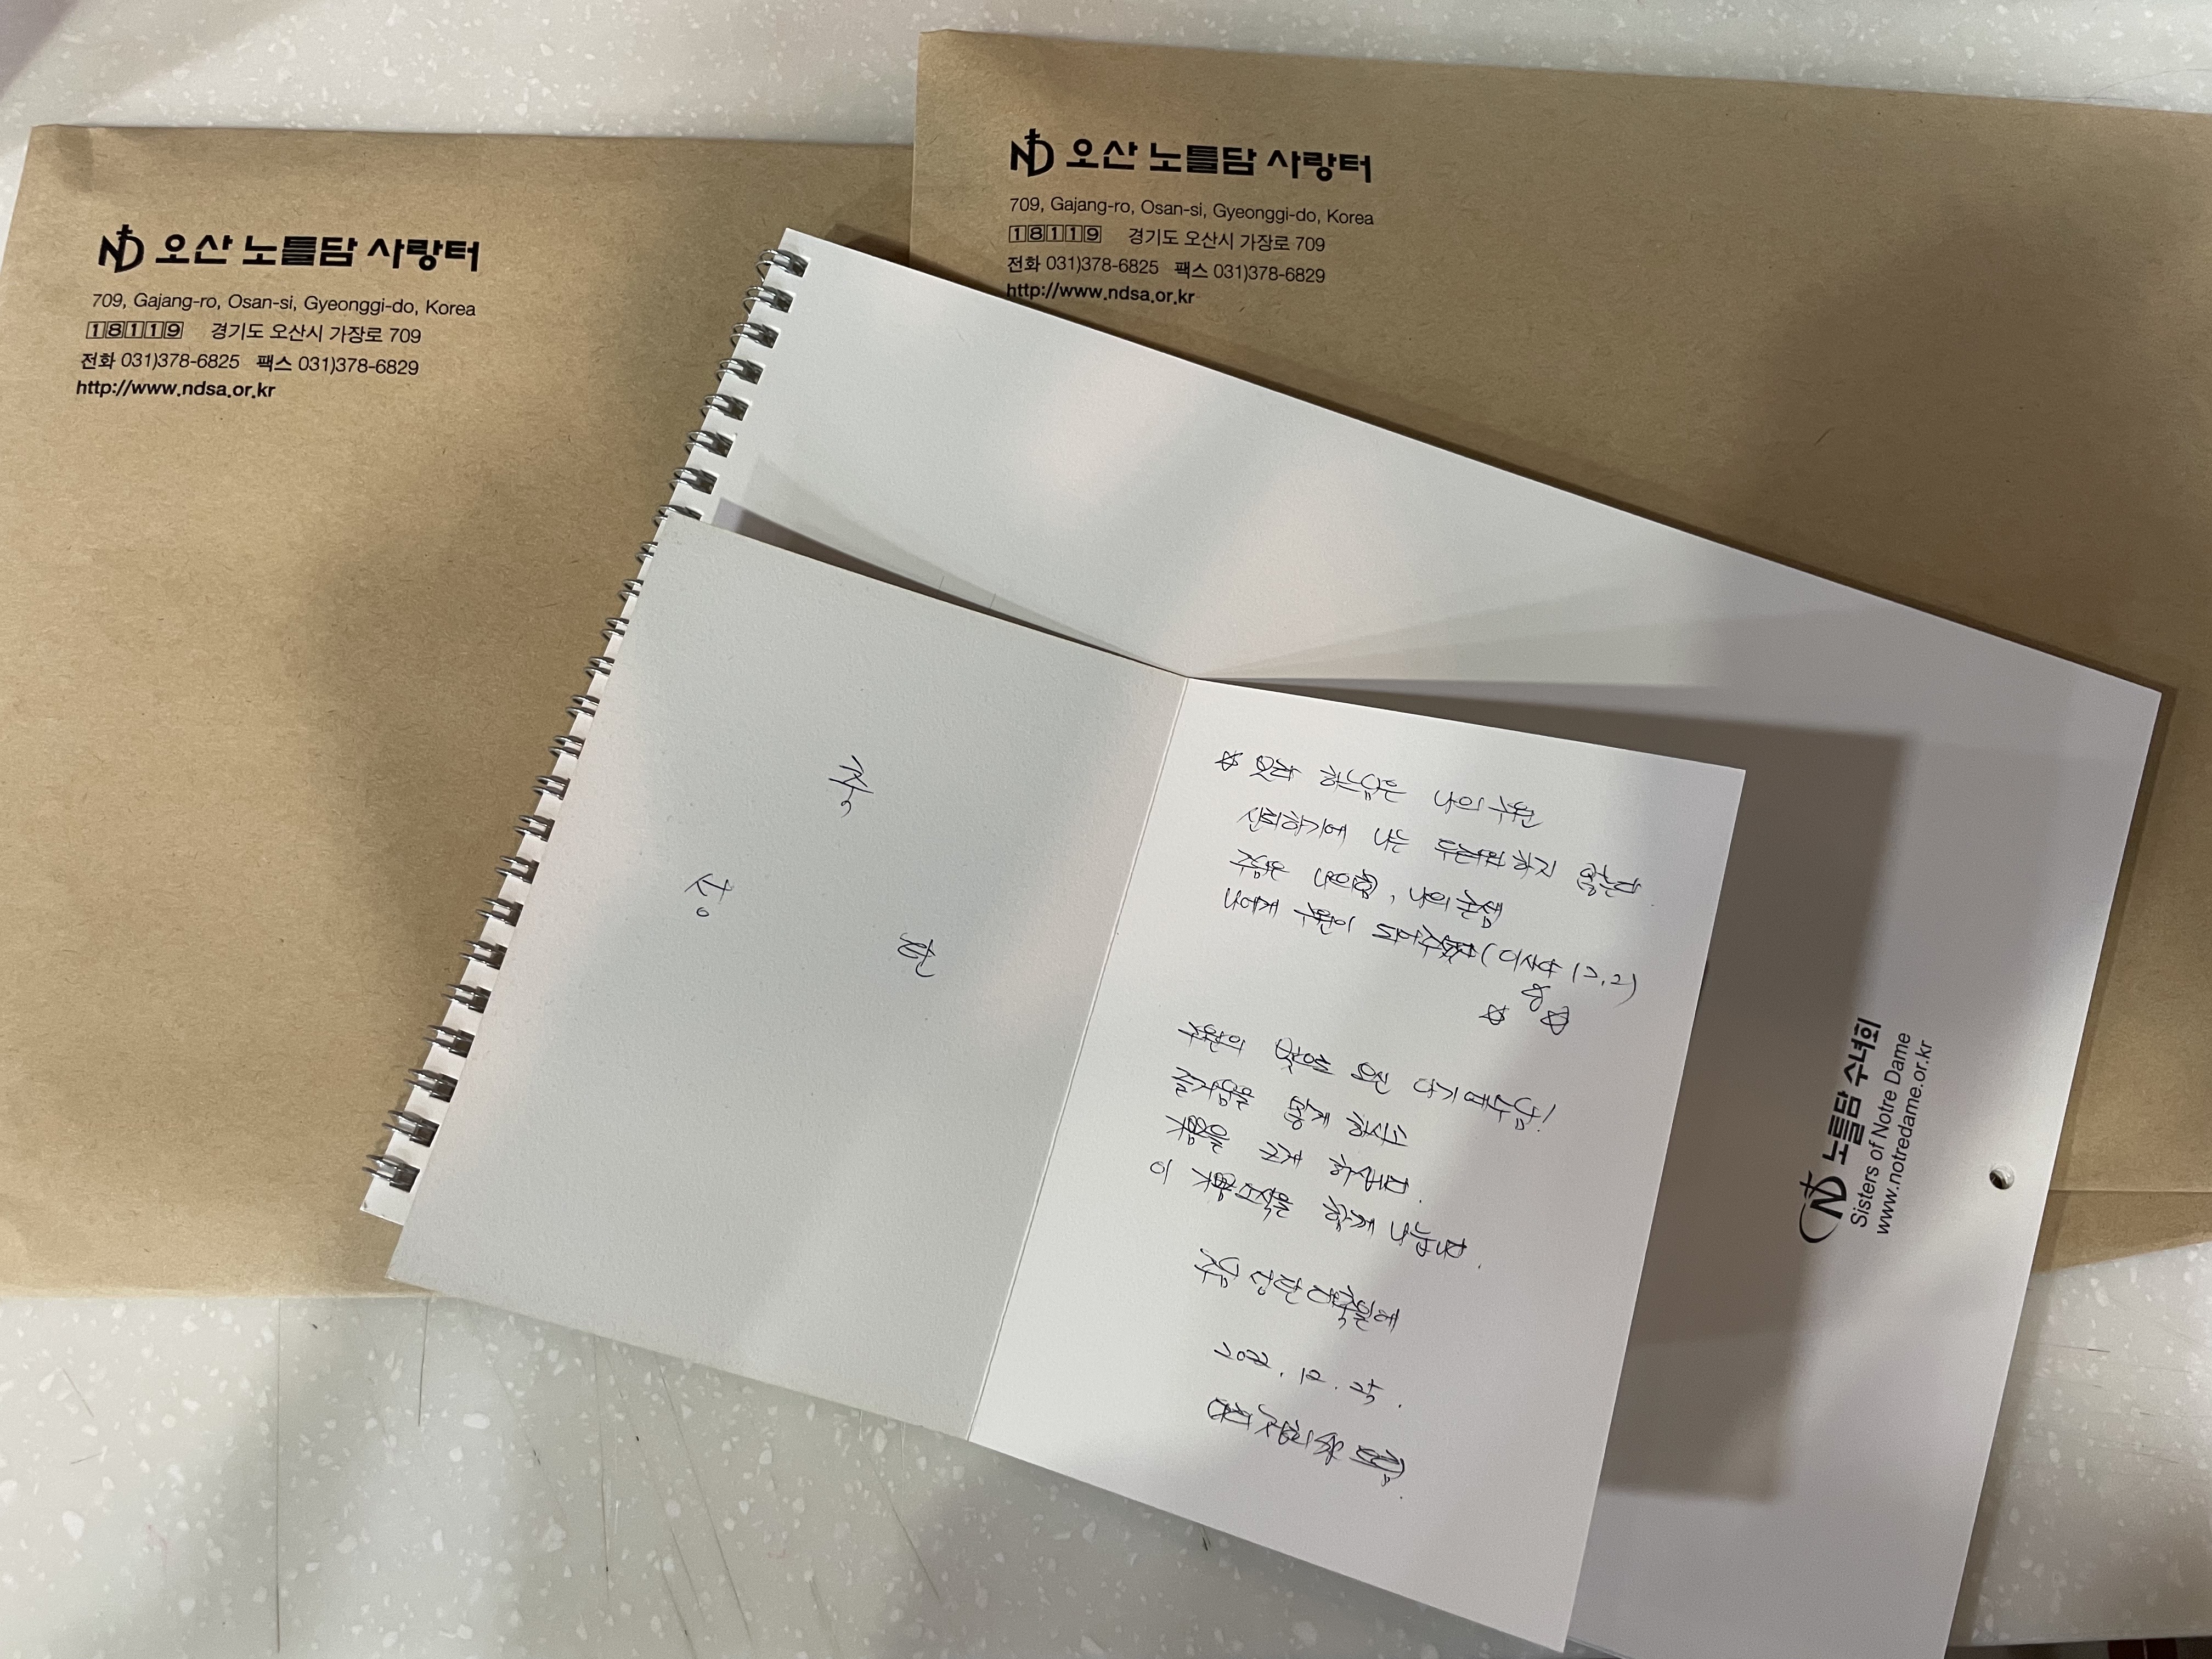 오산 노틀담 사랑터
709, Gajang-ro, Osan-si, Gyeonggi-do, Korea
18119 경기도 오산시 가장로 709
전화 031)378-6825 팩스 031)378-6829
http://www.ndsa.or.kr
오산 노틀담 사랑터
709, Gajang-ro, Osan-si, Gyeonggi-do, Korea
18119 경기도 오산시 가장로 709
전화 031)378-6825 팩스 031)378-6829
http://www.ndsa.or.kr
축
성
탄
보라 하느님은 나의 구원
신뢰하기에 나는 두려워하지 않는다.
주님은 나의 힘, 나의 굳셈
나에게 구원이 되어주셨다 (이사야 12,2)
구원의 빛으로 오신 아기 예수님!
즐거움을 많게 하시고
기쁨을 크게 하십니다.
이 기쁜 소식을 함께 나눕니다.
주님 성탄 대축일에
2022. 12. 25.
노틀담 수녀회
Sisters of Notre Dame
www.notredame.or.kr